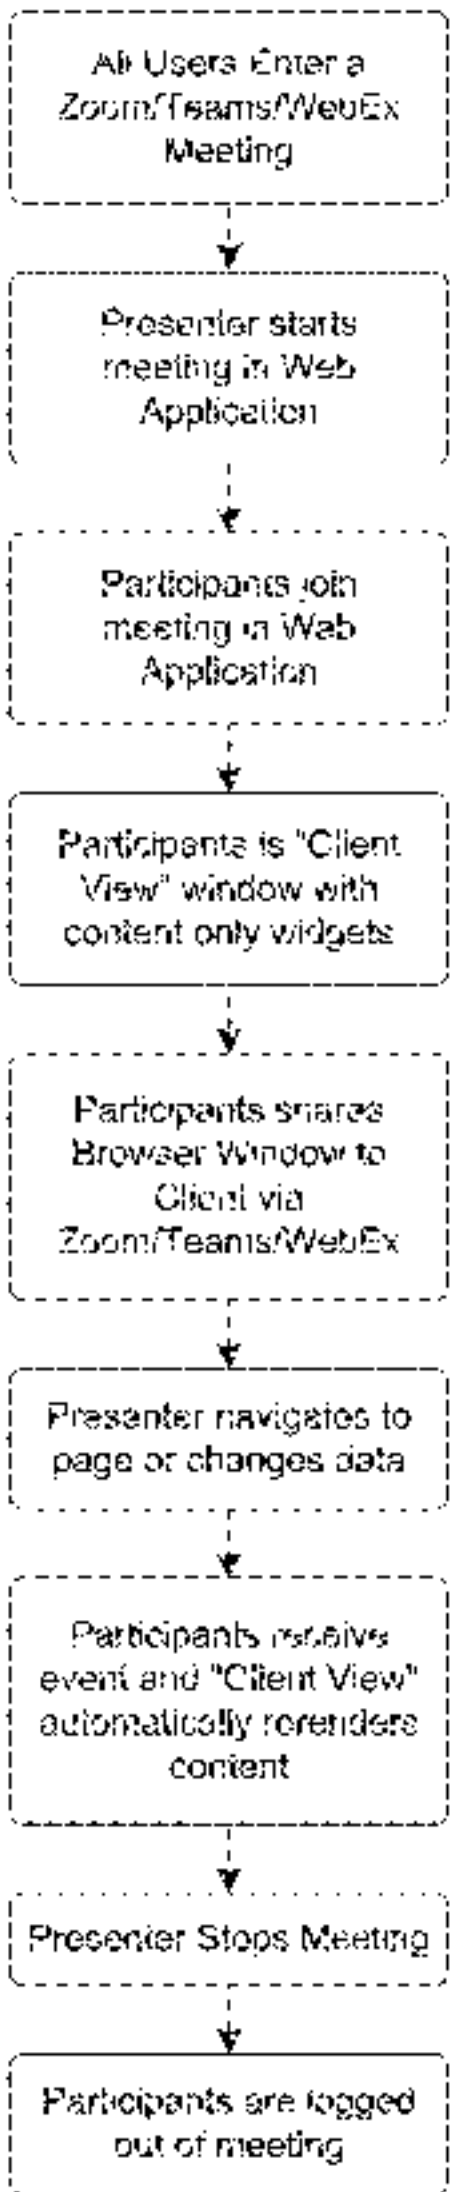 All Users Enter a
Zoom/Teams/WebEx
Meeting
Presenter starts
meeting in Web
Application
Participants join
meeting in Web
Application
Participants is "Client
View" window with
content only widgets
Participants shares
Browser Window to
Client via
Zoom/Teams/WebEx
Presenter navigates to
page or changes data
Participants receive
event and "Client View"
automatically rerenders
content
Presenter Stops Meeting
Participants are logged
out of meeting